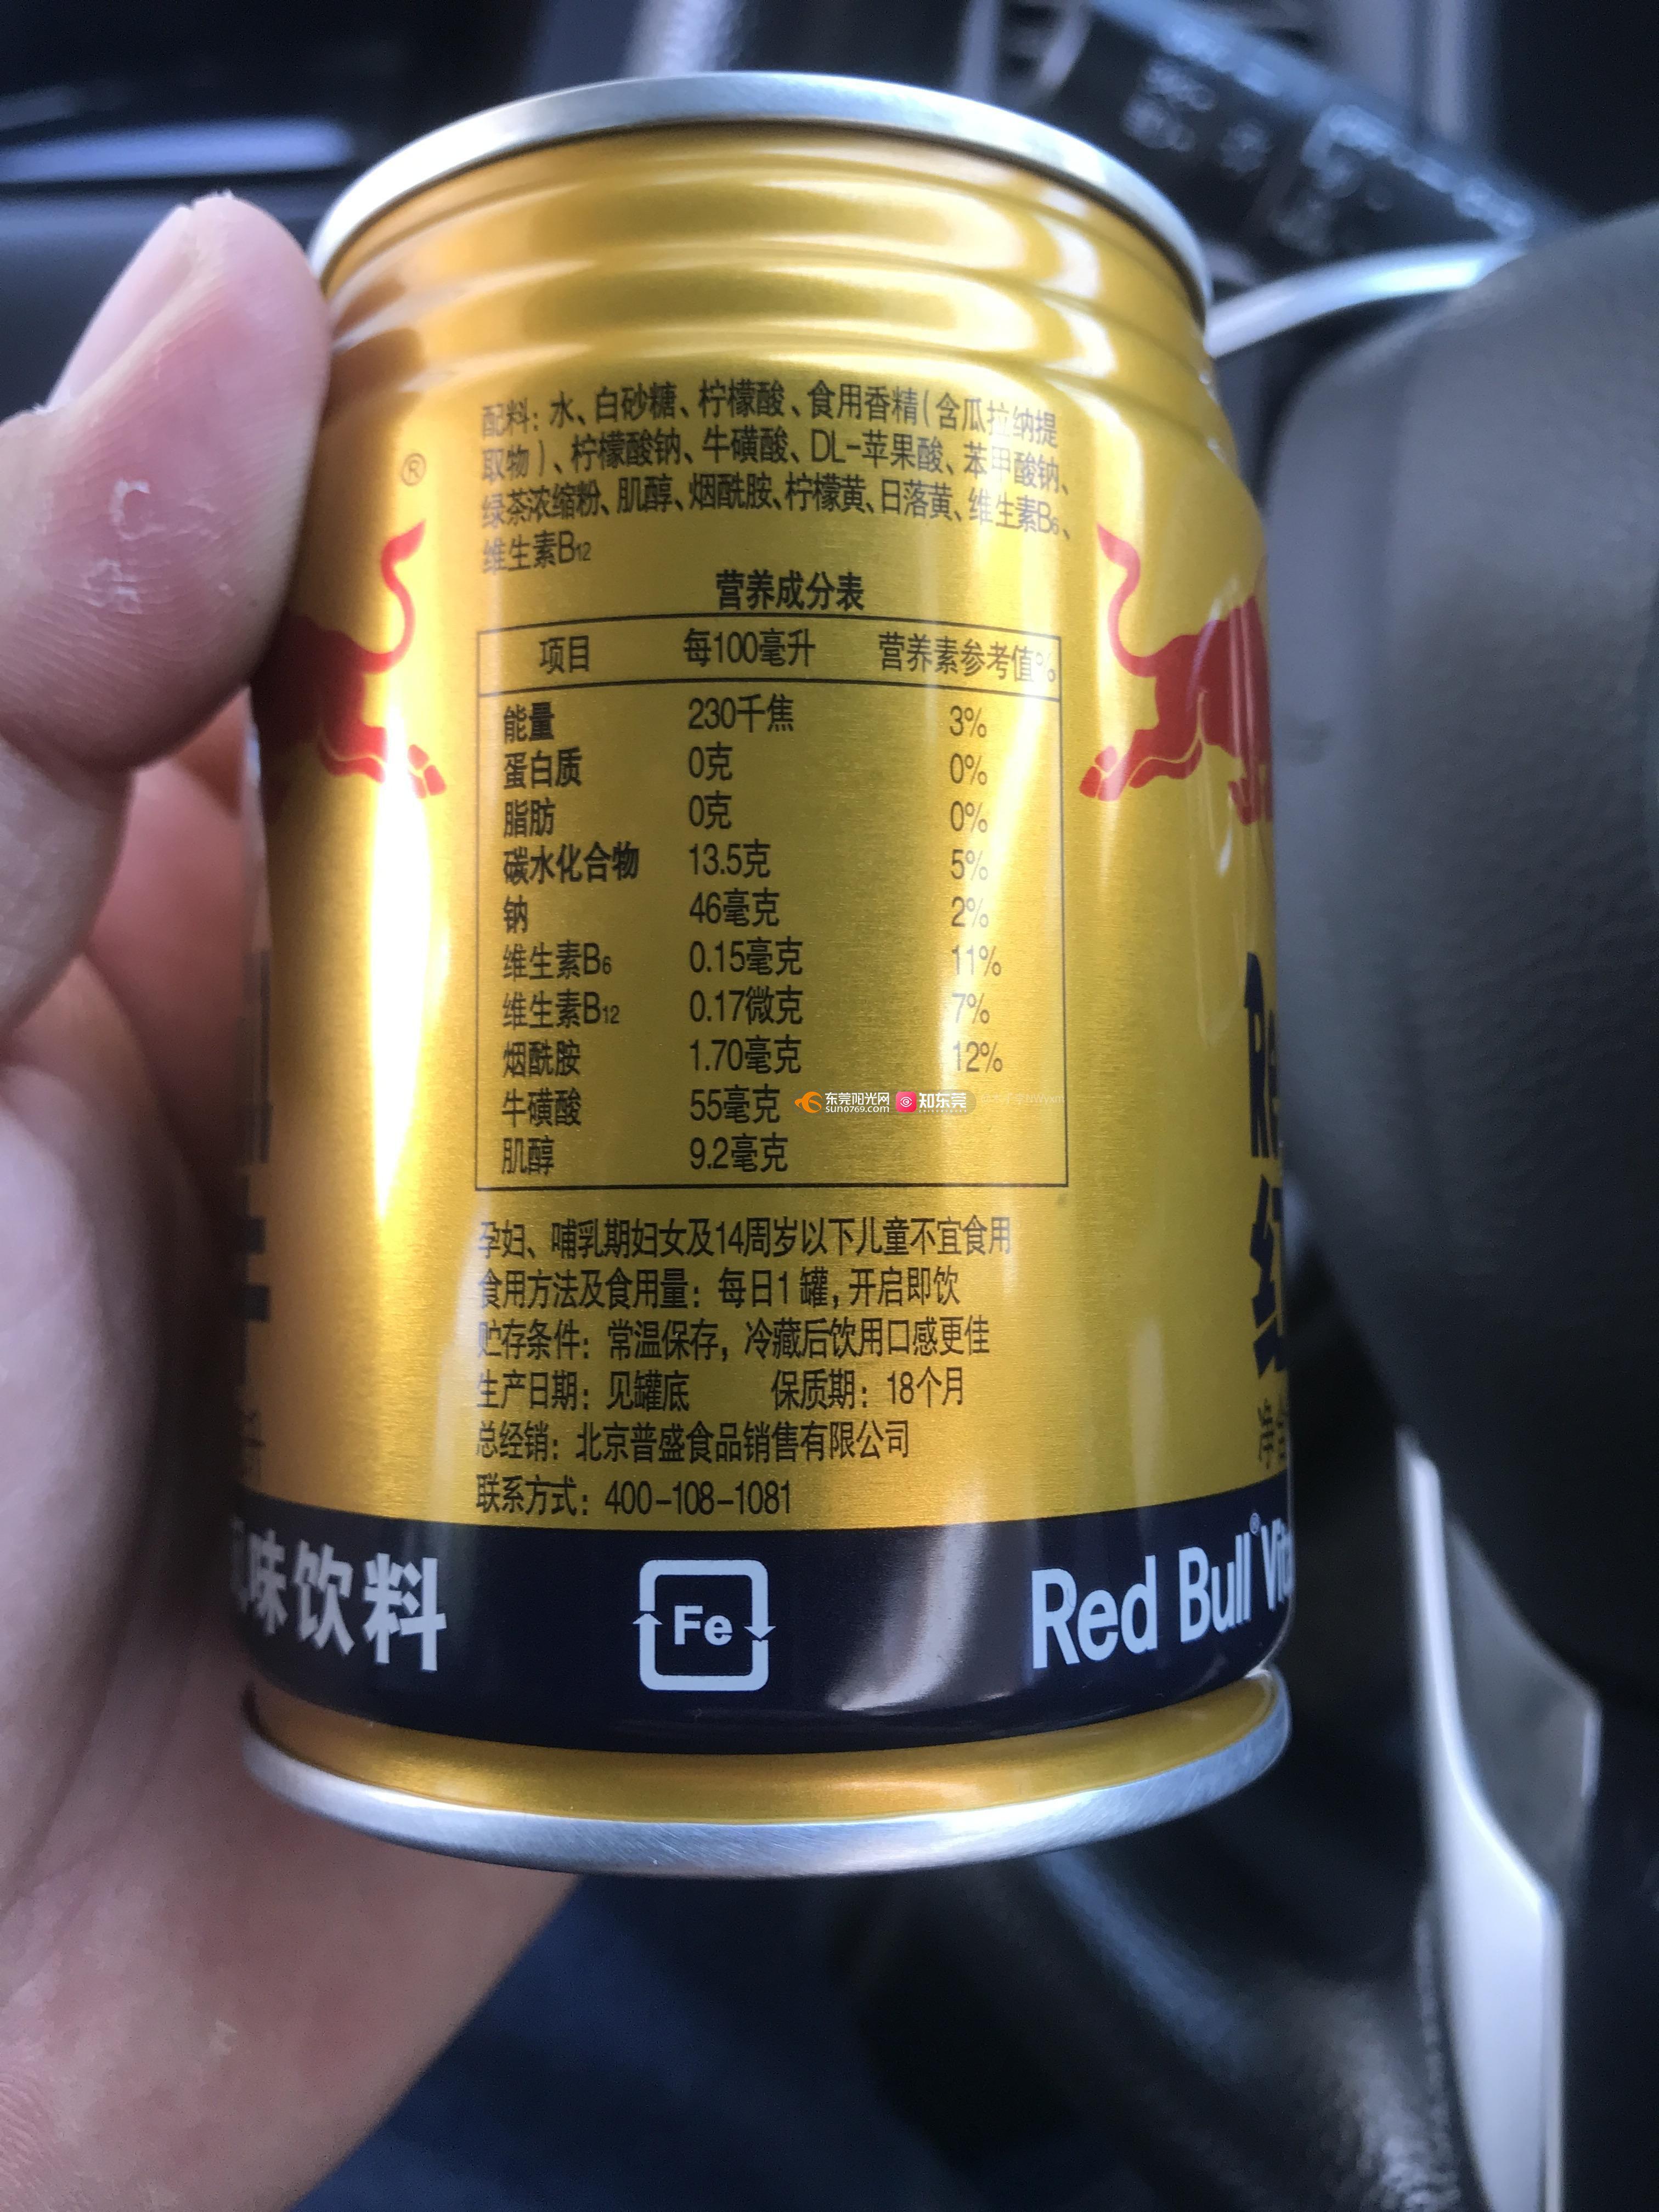 配料：水、白砂糖、柠檬酸、食用香精(含瓜拉纳提
取物)、柠檬酸钠、牛磺酸、DL-苹果酸、苯甲酸钠、
绿茶浓缩粉、肌醇、烟酰胺、柠檬黄、日落黄、维生素B₆、
维生素B₁₂
®
营养成分表
项目 每100毫升 营养素参考值%
能量 230千焦 3%
蛋白质 0克 0%
脂肪 0克 0%
碳水化合物 13.5克 5%
钠 46毫克 2%
维生素B₆ 0.15毫克 11%
维生素B₁₂ 0.17微克 7%
烟酰胺 1.70毫克 12%
牛磺酸 55毫克
肌醇 9.2毫克
东莞阳光网 知东莞
sun0769.com
孕妇、哺乳期妇女及14周岁以下儿童不宜食用
食用方法及食用量：每日1罐，开启即饮
贮存条件：常温保存，冷藏后饮用口感更佳
生产日期：见罐底 保质期：18个月
总经销：北京普盛食品销售有限公司
联系方式：400-108-1081
Re
红
净含
味饮料
Fe
Red Bull® Vita